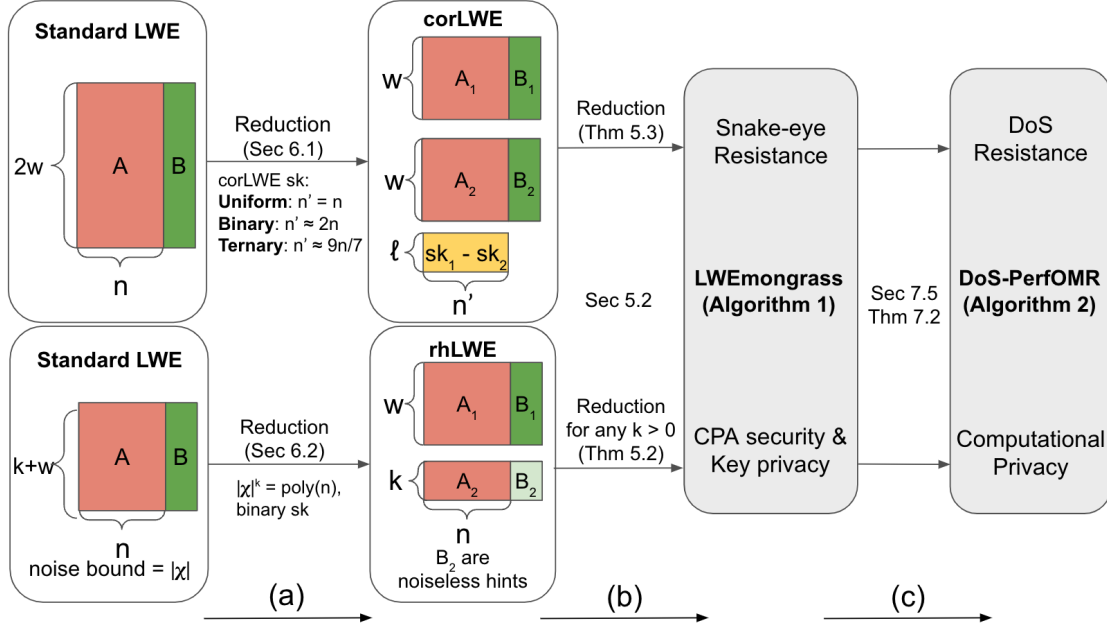 Standard LWE
2w
A
B
n
Reduction
(Sec 6.1)
corLWE sk:
Uniform: n' = n
Binary: n' ≈ 2n
Ternary: n' ≈ 9n/7
corLWE
w
A₁
B₁
w
A₂
B₂
ℓ
sk₁ - sk₂
n'
Reduction
(Thm 5.3)
Snake-eye
Resistance
DoS
Resistance
Sec 5.2
LWEmongrass
(Algorithm 1)
Sec 7.5
Thm 7.2
DoS-PerfOMR
(Algorithm 2)
Standard LWE
k+w
A
B
n
noise bound = |χ|
Reduction
(Sec 6.2)
|χ|ᵏ = poly(n),
binary sk
rhLWE
w
A₁
B₁
k
A₂
B₂
n
B₂ are
noiseless hints
Reduction
for any k > 0
(Thm 5.2)
CPA security &
Key privacy
Computational
Privacy
(a)
(b)
(c)